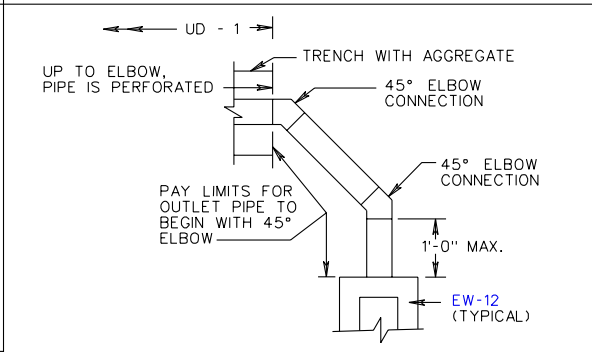 UD - 1
TRENCH WITH AGGREGATE
UP TO ELBOW,
PIPE IS PERFORATED
45° ELBOW
CONNECTION
45° ELBOW
CONNECTION
PAY LIMITS FOR
OUTLET PIPE TO
BEGIN WITH 45°
ELBOW
1'-0" MAX.
EW-12
(TYPICAL)